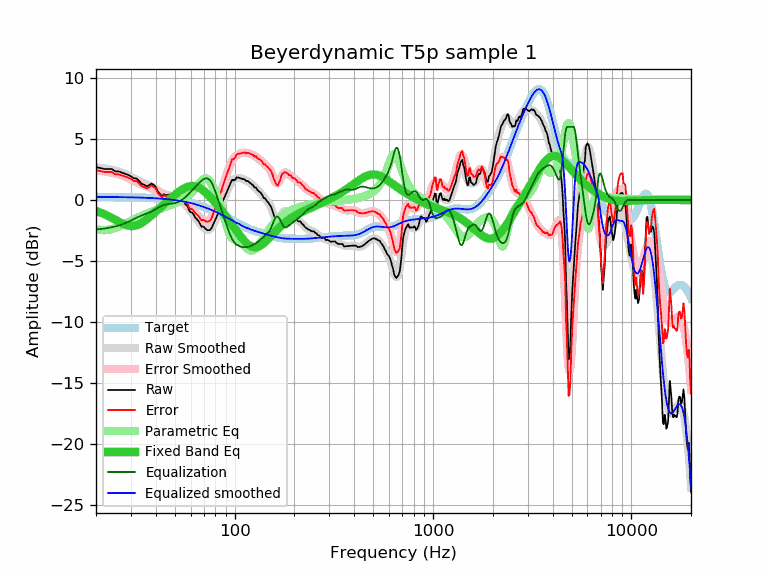 Beyerdynamic T5p sample 1
Amplitude (dBr)
10
5
0
−5
−10
−15
−20
−25
Target
Raw Smoothed
Error Smoothed
Raw
Error
Parametric Eq
Fixed Band Eq
Equalization
Equalized smoothed
100
1000
10000
Frequency (Hz)